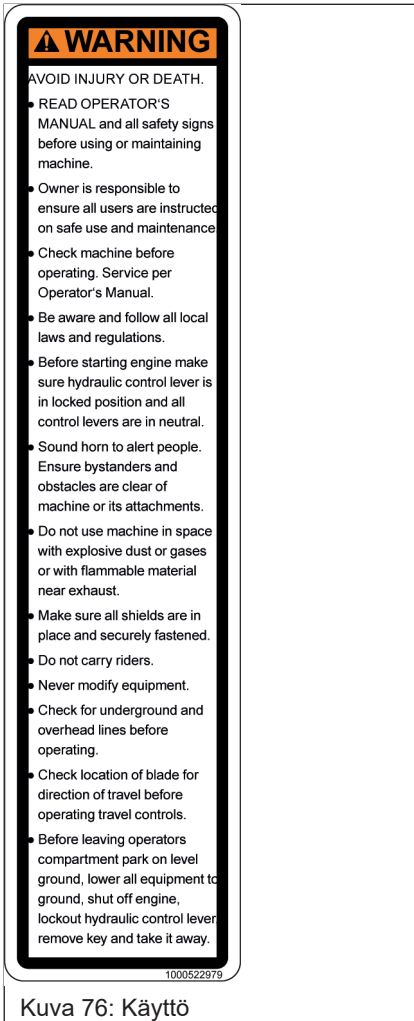 WARNING
AVOID INJURY OR DEATH.
• READ OPERATOR‘S
MANUAL and all safety signs
before using or maintaining
machine.
• Owner is responsible to
ensure all users are instructed
on safe use and maintenance
• Check machine before
operating. Service per
Operator‘s Manual.
• Be aware and follow all local
laws and regulations.
• Before starting engine make
sure hydraulic control lever is
in locked position and all
control levers are in neutral.
• Sound horn to alert people.
Ensure bystanders and
obstacles are clear of
machine or its attachments.
• Do not use machine in space
with explosive dust or gases
or with flammable material
near exhaust.
• Make sure all shields are in
place and securely fastened.
• Do not carry riders.
• Never modify equipment.
• Check for underground and
overhead lines before
operating.
• Check location of blade for
direction of travel before
operating travel controls.
• Before leaving operators
compartment park on level
ground, lower all equipment to
ground, shut off engine,
lockout hydraulic control lever,
remove key and take it away.
1000522979
Kuva 76: Käyttö